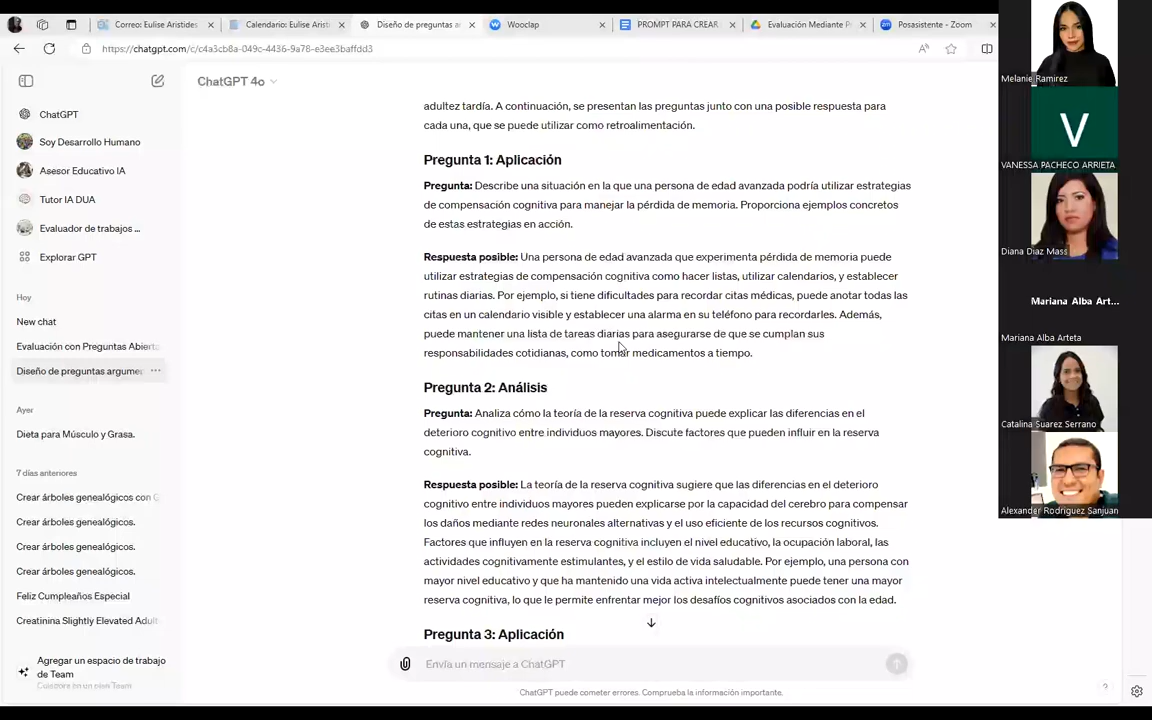 Correo: Eulise Aristides
Calendario: Eulise Aristi
Diseño de preguntas a
Wooclap
PROMPT PARA CREAR
Evaluación Mediante P
Posasistente - Zoom
https://chatgpt.com/c/c4a3cb8a-049c-4436-9a78-e3ee3baffdd3
ChatGPT 4o
ChatGPT
Soy Desarrollo Humano
Asesor Educativo IA
Tutor IA DUA
Evaluador de trabajos ...
Explorar GPT
Hoy
New chat
Evaluación con Preguntas Abiert
Diseño de preguntas argume
Ayer
Dieta para Músculo y Grasa.
7 días anteriores
Crear árboles genealógicos con G
Crear árboles genealógicos.
Crear árboles genealógicos.
Crear árboles genealógicos.
Feliz Cumpleaños Especial
Creatinina Slightly Elevated Adult
Agregar un espacio de trabajo
de Team
Colabora en un plan Team
adultez tardía. A continuación, se presentan las preguntas junto con una posible respuesta para
cada una, que se puede utilizar como retroalimentación.
Pregunta 1: Aplicación
Pregunta: Describe una situación en la que una persona de edad avanzada podría utilizar estrategias
de compensación cognitiva para manejar la pérdida de memoria. Proporciona ejemplos concretos
de estas estrategias en acción.
Respuesta posible: Una persona de edad avanzada que experimenta pérdida de memoria puede
utilizar estrategias de compensación cognitiva como hacer listas, utilizar calendarios, y establecer
rutinas diarias. Por ejemplo, si tiene dificultades para recordar citas médicas, puede anotar todas las
citas en un calendario visible y establecer una alarma en su teléfono para recordarles. Además,
puede mantener una lista de tareas diarias para asegurarse de que se cumplan sus
responsabilidades cotidianas, como tomar medicamentos a tiempo.
Pregunta 2: Análisis
Pregunta: Analiza cómo la teoría de la reserva cognitiva puede explicar las diferencias en el
deterioro cognitivo entre individuos mayores. Discute factores que pueden influir en la reserva
cognitiva.
Respuesta posible: La teoría de la reserva cognitiva sugiere que las diferencias en el deterioro
cognitivo entre individuos mayores pueden explicarse por la capacidad del cerebro para compensar
los daños mediante redes neuronales alternativas y el uso eficiente de los recursos cognitivos.
Factores que influyen en la reserva cognitiva incluyen el nivel educativo, la ocupación laboral, las
actividades cognitivamente estimulantes, y el estilo de vida saludable. Por ejemplo, una persona con
mayor nivel educativo y que ha mantenido una vida activa intelectualmente puede tener una mayor
reserva cognitiva, lo que le permite enfrentar mejor los desafíos cognitivos asociados con la edad.
Pregunta 3: Aplicación
Envía un mensaje a ChatGPT
ChatGPT puede cometer errores. Comprueba la información importante.
?
Melanie Ramirez
V
VANESSA PACHECO ARRIETA
Diana Diaz Mass
Mariana Alba Art...
Mariana Alba Arteta
Catalina Suarez Serrano
Alexander Rodriguez Sanjuan